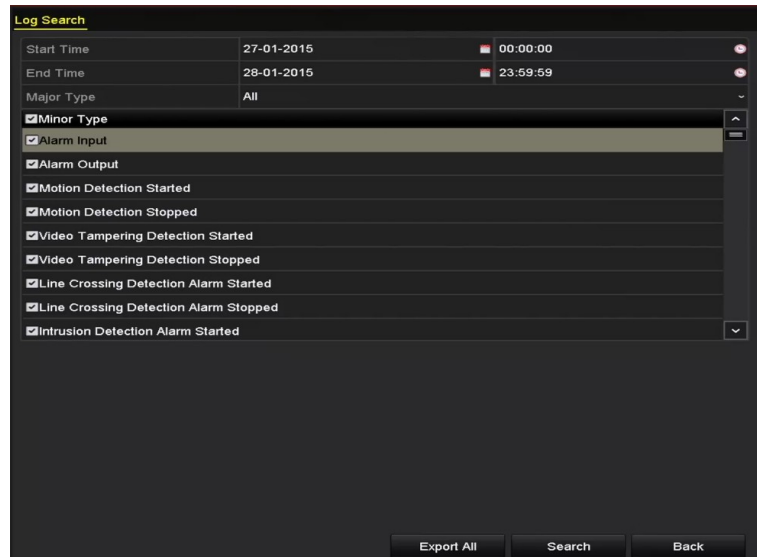 Log Search
Start Time 27-01-2015 00:00:00
End Time 28-01-2015 23:59:59
Major Type All
Minor Type
Alarm Input
Alarm Output
Motion Detection Started
Motion Detection Stopped
Video Tampering Detection Started
Video Tampering Detection Stopped
Line Crossing Detection Alarm Started
Line Crossing Detection Alarm Stopped
Intrusion Detection Alarm Started
Export All Search Back